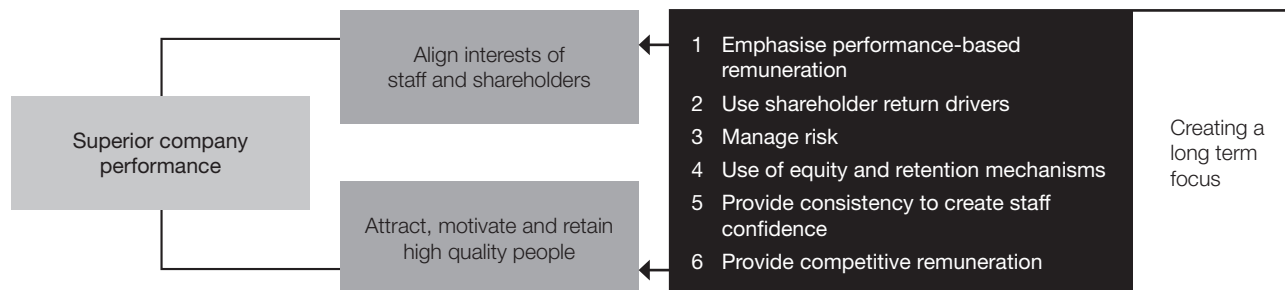 Superior company
performance
Align interests of
staff and shareholders
Attract, motivate and retain
high quality people
1 Emphasise performance-based
remuneration
2 Use shareholder return drivers
3 Manage risk
4 Use of equity and retention mechanisms
5 Provide consistency to create staff
confidence
6 Provide competitive remuneration
Creating a
long term
focus